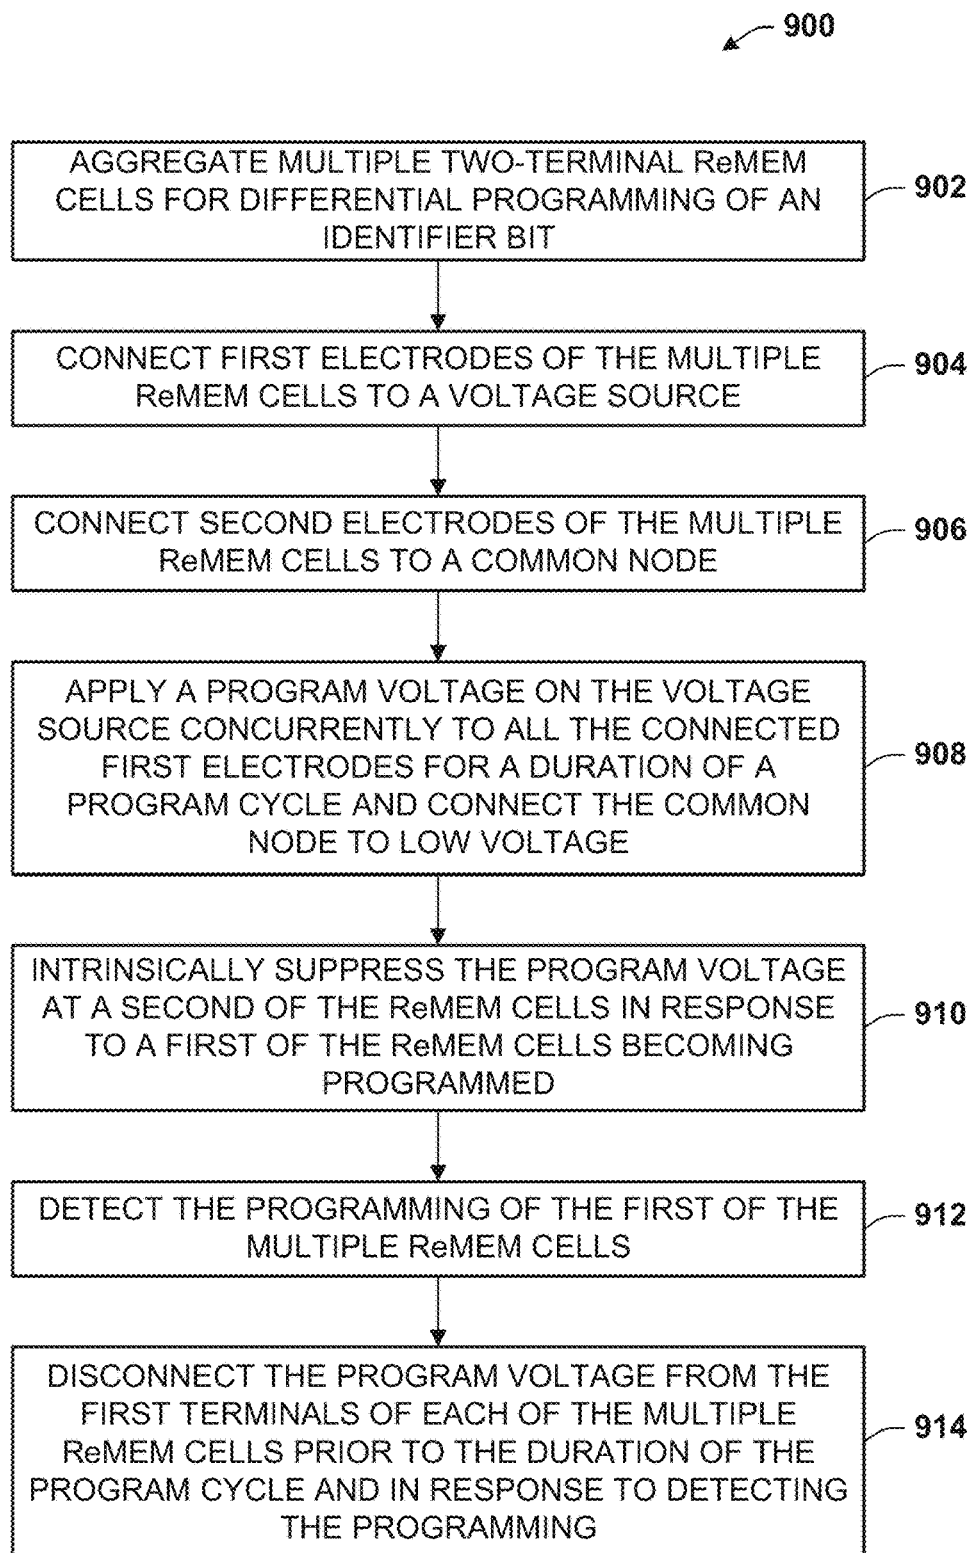 900
AGGREGATE MULTIPLE TWO-TERMINAL ReMEM
CELLS FOR DIFFERENTIAL PROGRAMMING OF AN
IDENTIFIER BIT
902
CONNECT FIRST ELECTRODES OF THE MULTIPLE
ReMEM CELLS TO A VOLTAGE SOURCE
904
CONNECT SECOND ELECTRODES OF THE MULTIPLE
ReMEM CELLS TO A COMMON NODE
906
APPLY A PROGRAM VOLTAGE ON THE VOLTAGE
SOURCE CONCURRENTLY TO ALL THE CONNECTED
FIRST ELECTRODES FOR A DURATION OF A
PROGRAM CYCLE AND CONNECT THE COMMON
NODE TO LOW VOLTAGE
908
INTRINSICALLY SUPPRESS THE PROGRAM VOLTAGE
AT A SECOND OF THE ReMEM CELLS IN RESPONSE
TO A FIRST OF THE ReMEM CELLS BECOMING
PROGRAMMED
910
DETECT THE PROGRAMMING OF THE FIRST OF THE
MULTIPLE ReMEM CELLS
912
DISCONNECT THE PROGRAM VOLTAGE FROM THE
FIRST TERMINALS OF EACH OF THE MULTIPLE
ReMEM CELLS PRIOR TO THE DURATION OF THE
PROGRAM CYCLE AND IN RESPONSE TO DETECTING
THE PROGRAMMING
914